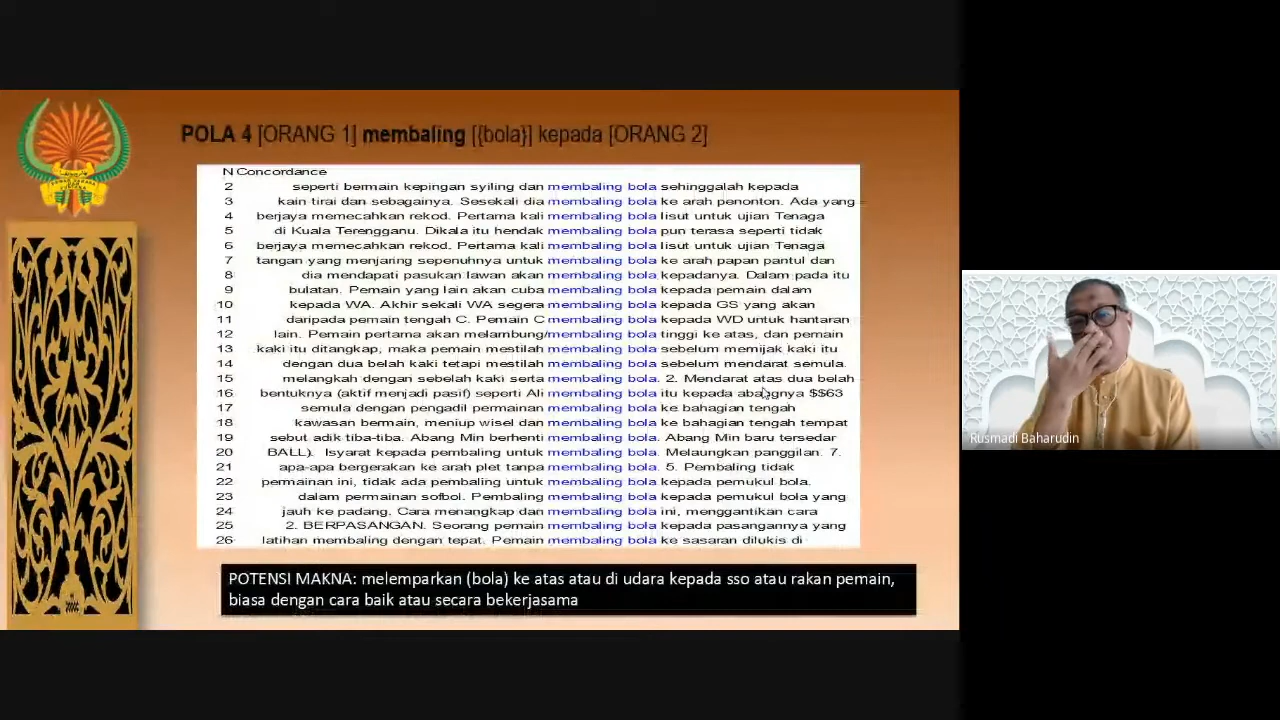 POLA 4 [ORANG 1] membaling [{bola}] kepada [ORANG 2]
N Concordance
2 seperti bermain kepingan syiling dan membaling bola sehinggalah kepada
3 kain tirai dan sebagainya. Sesekali dia membaling bola ke arah penonton. Ada yang
4 berjaya memecahkan rekod. Pertama kali membaling bola lisut untuk ujian Tenaga
5 di Kuala Terengganu. Dikala itu hendak membaling bola pun terasa seperti tidak
6 berjaya memecahkan rekod. Pertama kali membaling bola lisut untuk ujian Tenaga
7 tangan yang menjaring sepenuhnya untuk membaling bola ke arah papan pantul dan
8 dia mendapati pasukan lawan akan membaling bola kepadanya. Dalam pada itu
9 bulatan. Pemain yang lain akan cuba membaling bola kepada pemain dalam
10 kepada WA. Akhir sekali WA segera membaling bola kepada GS yang akan
11 daripada pemain tengah C. Pemain C membaling bola kepada WD untuk hantaran
12 lain. Pemain pertama akan melambung/membaling bola tinggi ke atas, dan pemain
13 kaki itu ditangkap, maka pemain mestilah membaling bola sebelum memijak kaki itu
14 dengan dua belah kaki tetapi mestilah membaling bola sebelum mendarat semula.
15 melangkah dengan sebelah kaki serta membaling bola. 2. Mendarat atas dua belah
16 bentuknya (aktif menjadi pasif) seperti Ali membaling bola itu kepada abangnya $$63
17 semula dengan pengadil permainan membaling bola ke bahagian tengah
18 kawasan bermain, meniup wisel dan membaling bola ke bahagian tengah tempat
19 sebut adik tiba-tiba. Abang Min berhenti membaling bola. Abang Min baru tersedar
20 BALL). Isyarat kepada pembaling untuk membaling bola. Melaungkan panggilan. 7.
21 apa-apa bergerakan ke arah plet tanpa membaling bola. 5. Pembaling tidak
22 permainan ini, tidak ada pembaling untuk membaling bola kepada pemukul bola.
23 dalam permainan sofbol. Pembaling membaling bola kepada pemukul bola yang
24 jauh ke padang. Cara menangkap dan membaling bola ini, menggantikan cara
25 2. BERPASANGAN. Seorang pemain membaling bola kepada pasangannya yang
26 latihan membaling dengan tepat. Pemain membaling bola ke sasaran dilukis di
POTENSI MAKNA: melemparkan (bola) ke atas atau di udara kepada sso atau rakan pemain,
biasa dengan cara baik atau secara bekerjasama
Rusmadi Baharudin